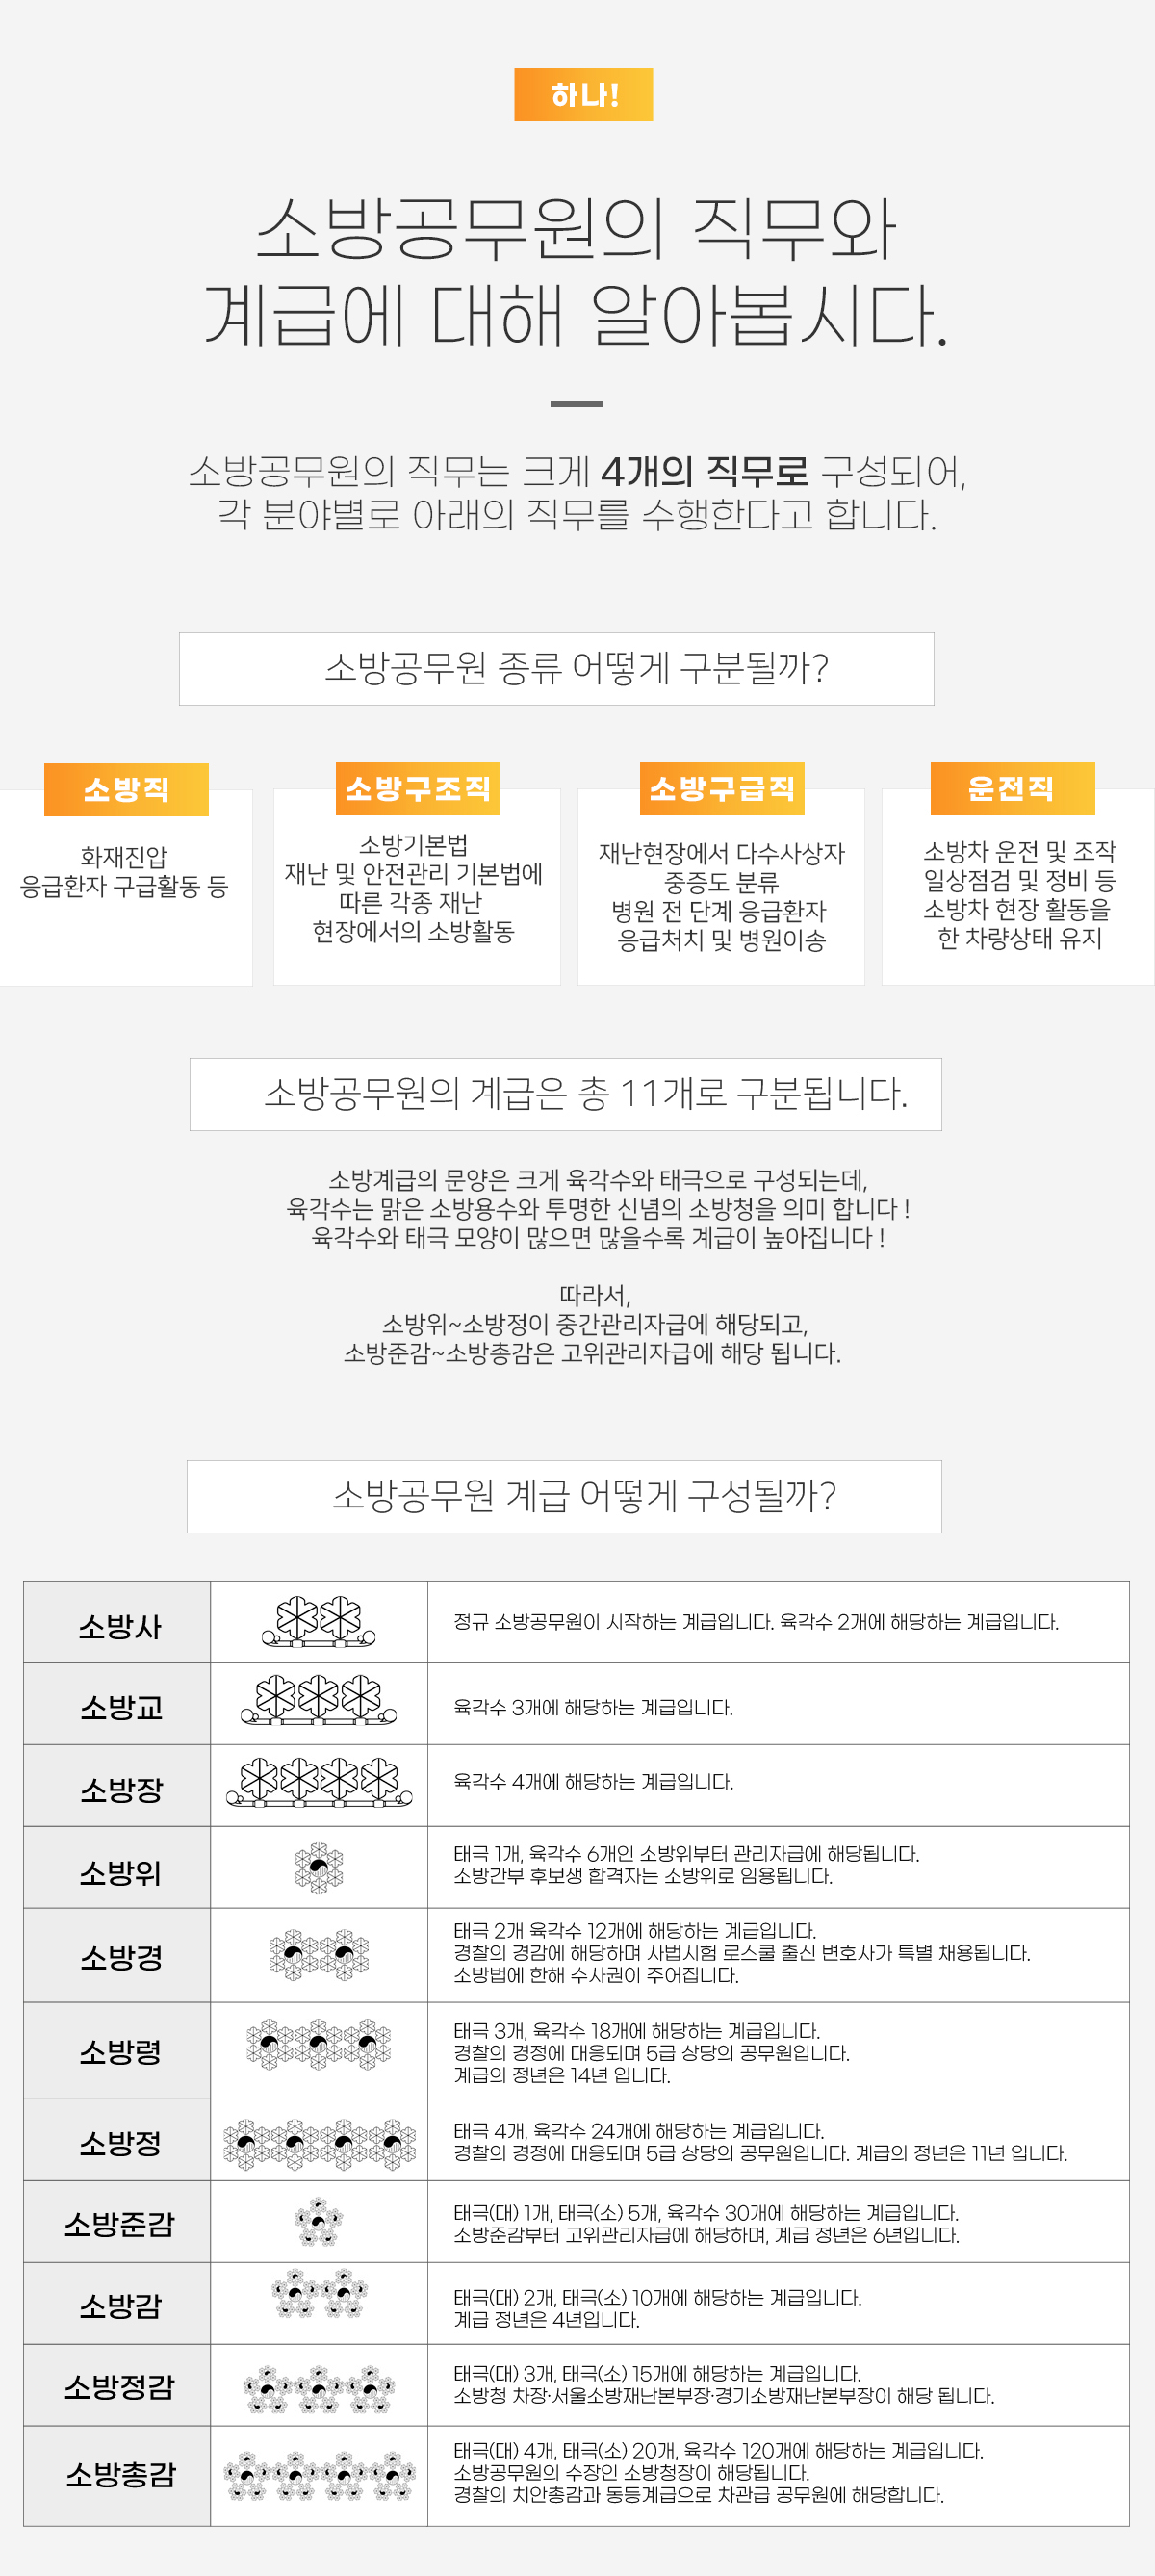 하나!
소방공무원의 직무와
계급에 대해 알아봅시다.
소방공무원의 직무는 크게 4개의 직무로 구성되어,
각 분야별로 아래의 직무를 수행한다고 합니다.
소방공무원 종류 어떻게 구분될까?
소방직
화재진압
응급환자 구급활동 등
소방구조직
소방기본법
재난 및 안전관리 기본법에
따른 각종 재난
현장에서의 소방활동
소방구급직
재난현장에서 다수사상자
중증도 분류
병원 전 단계 응급환자
응급처치 및 병원이송
운전직
소방차 운전 및 조작
일상점검 및 정비 등
소방차 현장 활동을
한 차량상태 유지
소방공무원의 계급은 총 11개로 구분됩니다.
소방계급의 문양은 크게 육각수와 태극으로 구성되는데,
육각수는 맑은 소방용수와 투명한 신념의 소방청을 의미 합니다 !
육각수와 태극 모양이 많으면 많을수록 계급이 높아집니다 !
따라서,
소방위~소방정이 중간관리자급에 해당되고,
소방준감~소방총감은 고위관리자급에 해당 됩니다.
소방공무원 계급 어떻게 구성될까?
소방사
정규 소방공무원이 시작하는 계급입니다. 육각수 2개에 해당하는 계급입니다.
소방교
육각수 3개에 해당하는 계급입니다.
소방장
육각수 4개에 해당하는 계급입니다.
소방위
태극 1개, 육각수 6개인 소방위부터 관리자급에 해당됩니다.
소방간부 후보생 합격자는 소방위로 임용됩니다.
소방경
태극 2개 육각수 12개에 해당하는 계급입니다.
경찰의 경감에 해당하며 사법시험 로스쿨 출신 변호사가 특별 채용됩니다.
소방법에 한해 수사권이 주어집니다.
소방령
태극 3개, 육각수 18개에 해당하는 계급입니다.
경찰의 경정에 대응되며 5급 상당의 공무원입니다.
계급의 정년은 14년 입니다.
소방정
태극 4개, 육각수 24개에 해당하는 계급입니다.
경찰의 경정에 대응되며 5급 상당의 공무원입니다. 계급의 정년은 11년 입니다.
소방준감
태극(대) 1개, 태극(소) 5개, 육각수 30개에 해당하는 계급입니다.
소방준감부터 고위관리자급에 해당하며, 계급 정년은 6년입니다.
소방감
태극(대) 2개, 태극(소) 10개에 해당하는 계급입니다.
계급 정년은 4년입니다.
소방정감
태극(대) 3개, 태극(소) 15개에 해당하는 계급입니다.
소방청 차장·서울소방재난본부장·경기소방재난본부장이 해당 됩니다.
소방총감
태극(대) 4개, 태극(소) 20개, 육각수 120개에 해당하는 계급입니다.
소방공무원의 수장인 소방청장이 해당됩니다.
경찰의 치안총감과 동등계급으로 차관급 공무원에 해당합니다.